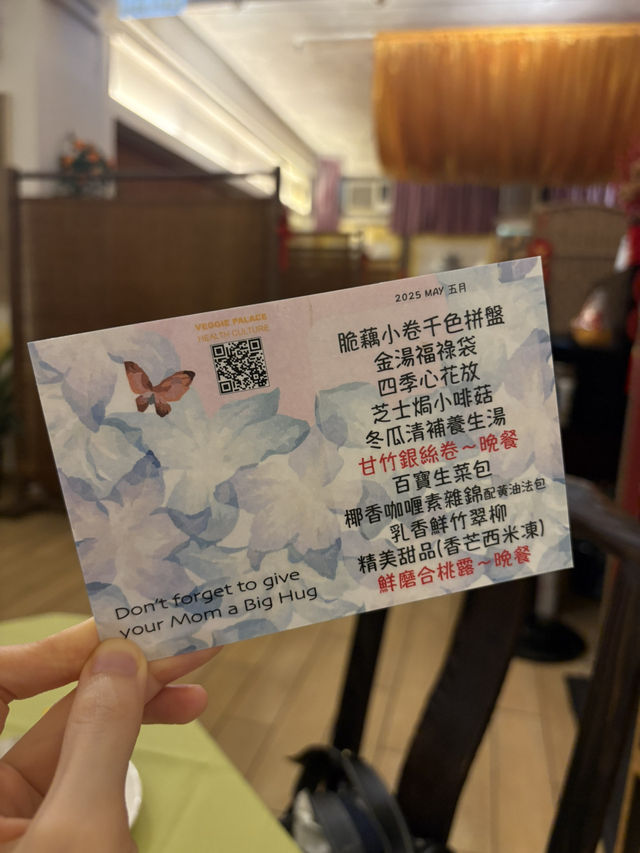 VEGGIE PALACE
HEALTH CULTURE
2025 MAY 五月
脆藕小卷千色拼盤
金湯福祿袋
四季心花放
芝士焗小啡菇
冬瓜清補養生湯
甘竹銀絲卷～晚餐
百寶生菜包
椰香咖喱素雜錦配黃油法包
乳香鮮竹翠柳
精美甜品(香芒西米凍)
鮮磨合桃露～晚餐
Don't forget to give
your Mom a Big Hug